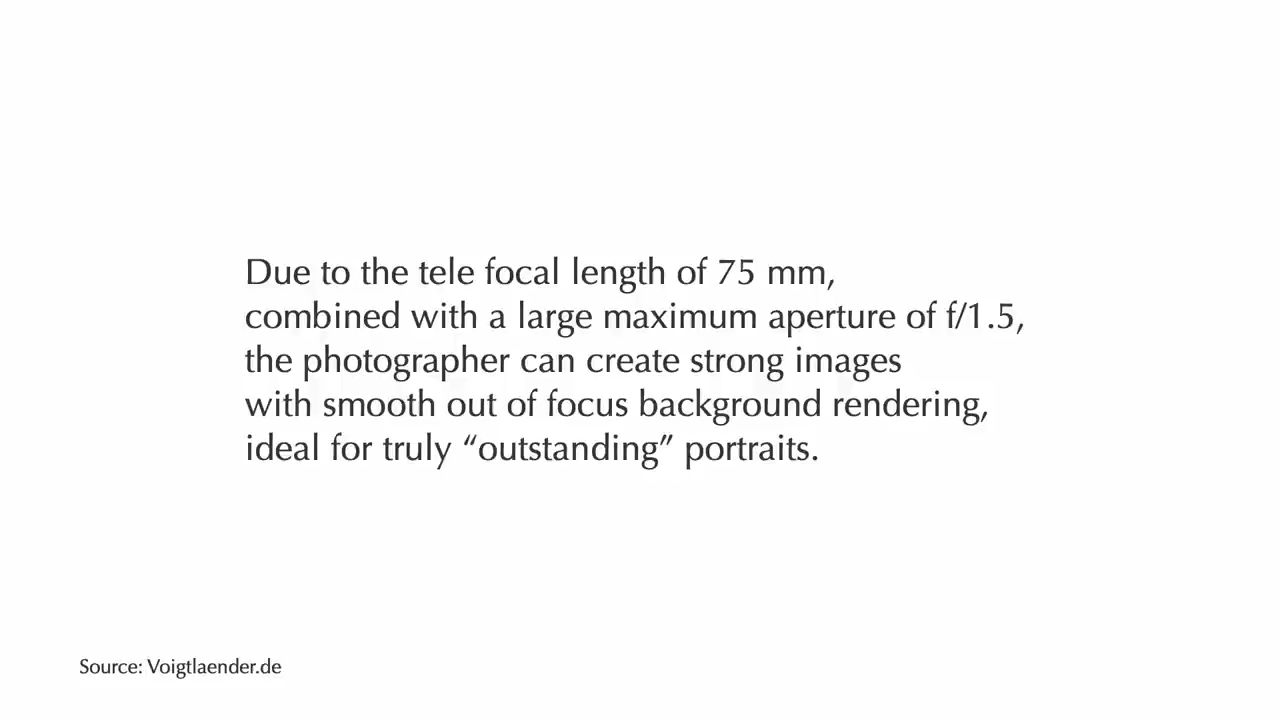 Due to the tele focal length of 75 mm,
combined with a large maximum aperture of f/1.5,
the photographer can create strong images
with smooth out of focus background rendering,
ideal for truly “outstanding” portraits.
Source: Voigtlaender.de